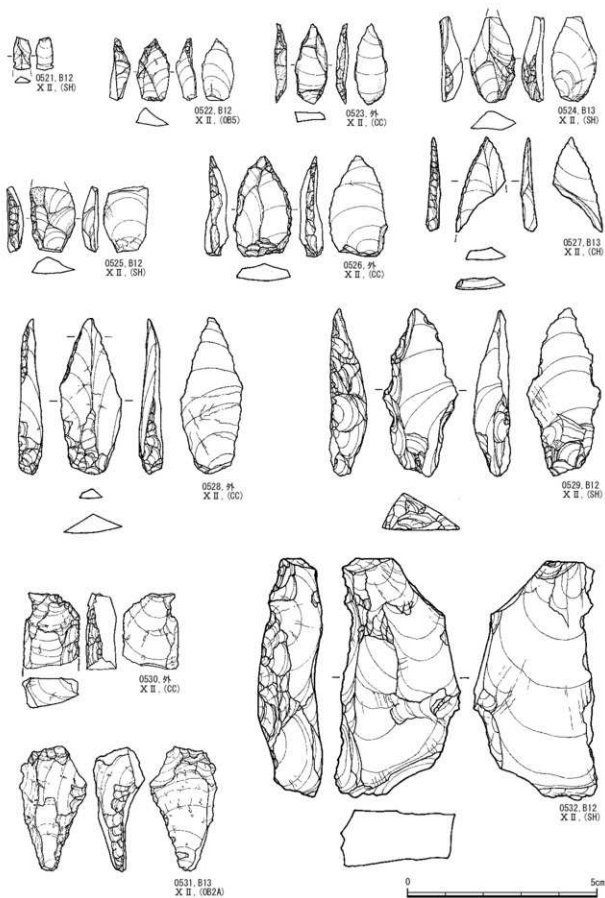 0521, B12
X II, (SH)
0522, B12
X II, (OB5)
0523, 外
X II, (CC)
0524, B13
X II, (SH)
0525, B12
X II, (SH)
0526, 外
X II, (CC)
0527, B13
X II, (CH)
0528, 外
X II, (CC)
0529, B12
X II, (SH)
0530, 外
X II, (CC)
0531, B13
X II, (OB2A)
0532, B12
X II, (SH)
0 5cm